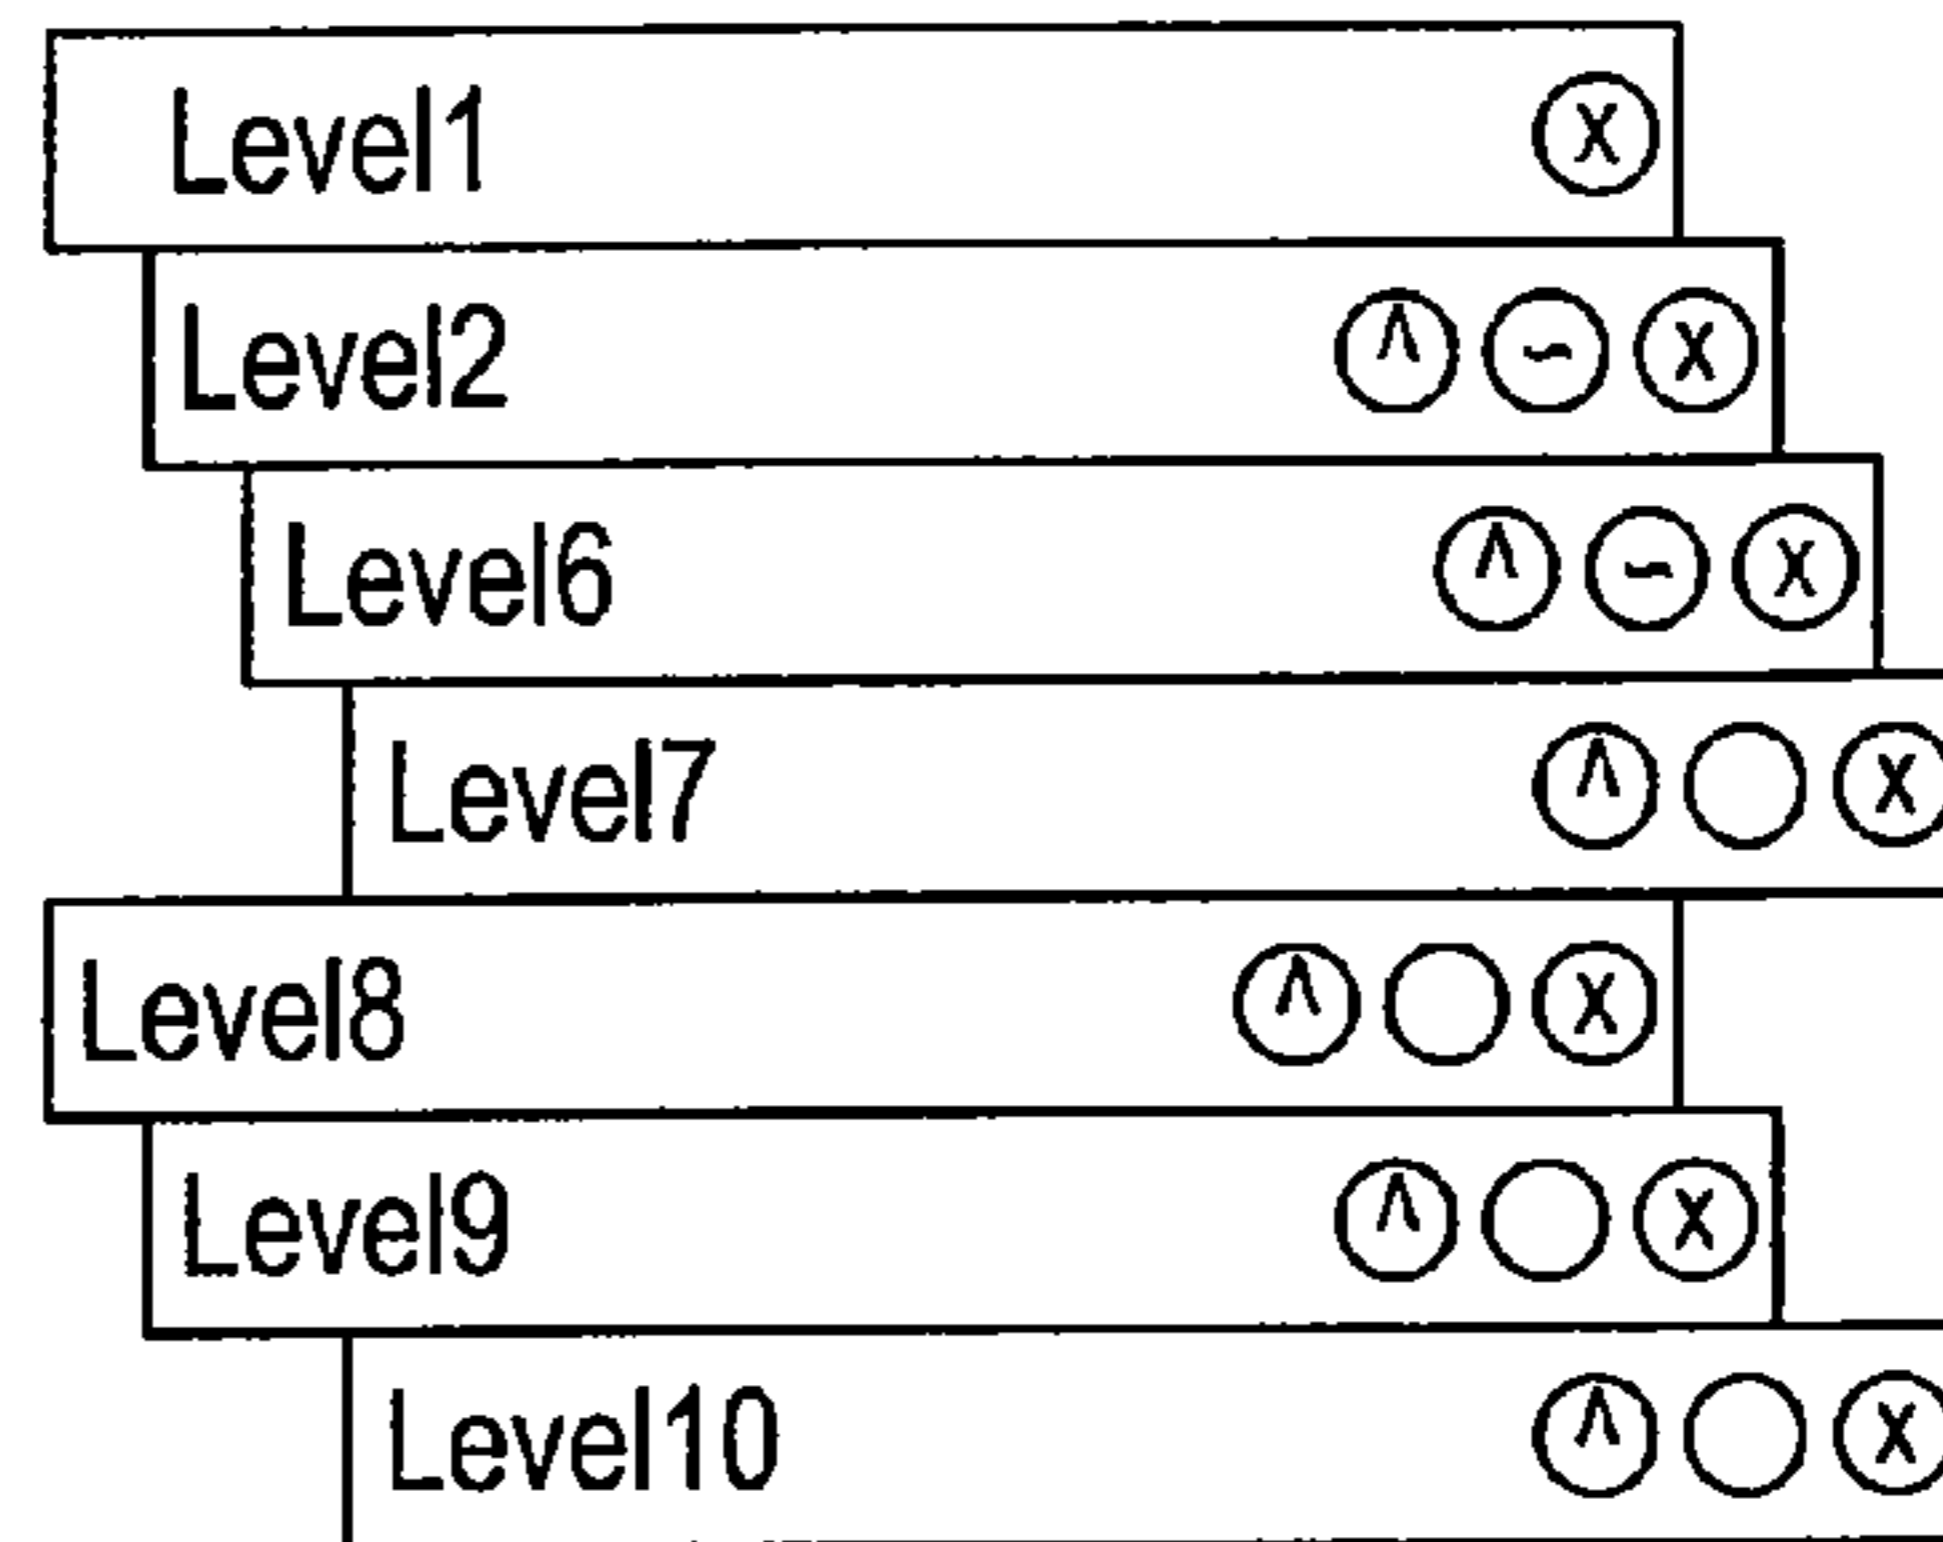 Level1 X
Level2 ^ ~ X
Level6 ^ ~ X
Level7 ^ X
Level8 ^ X
Level9 ^ X
Level10 ^ X